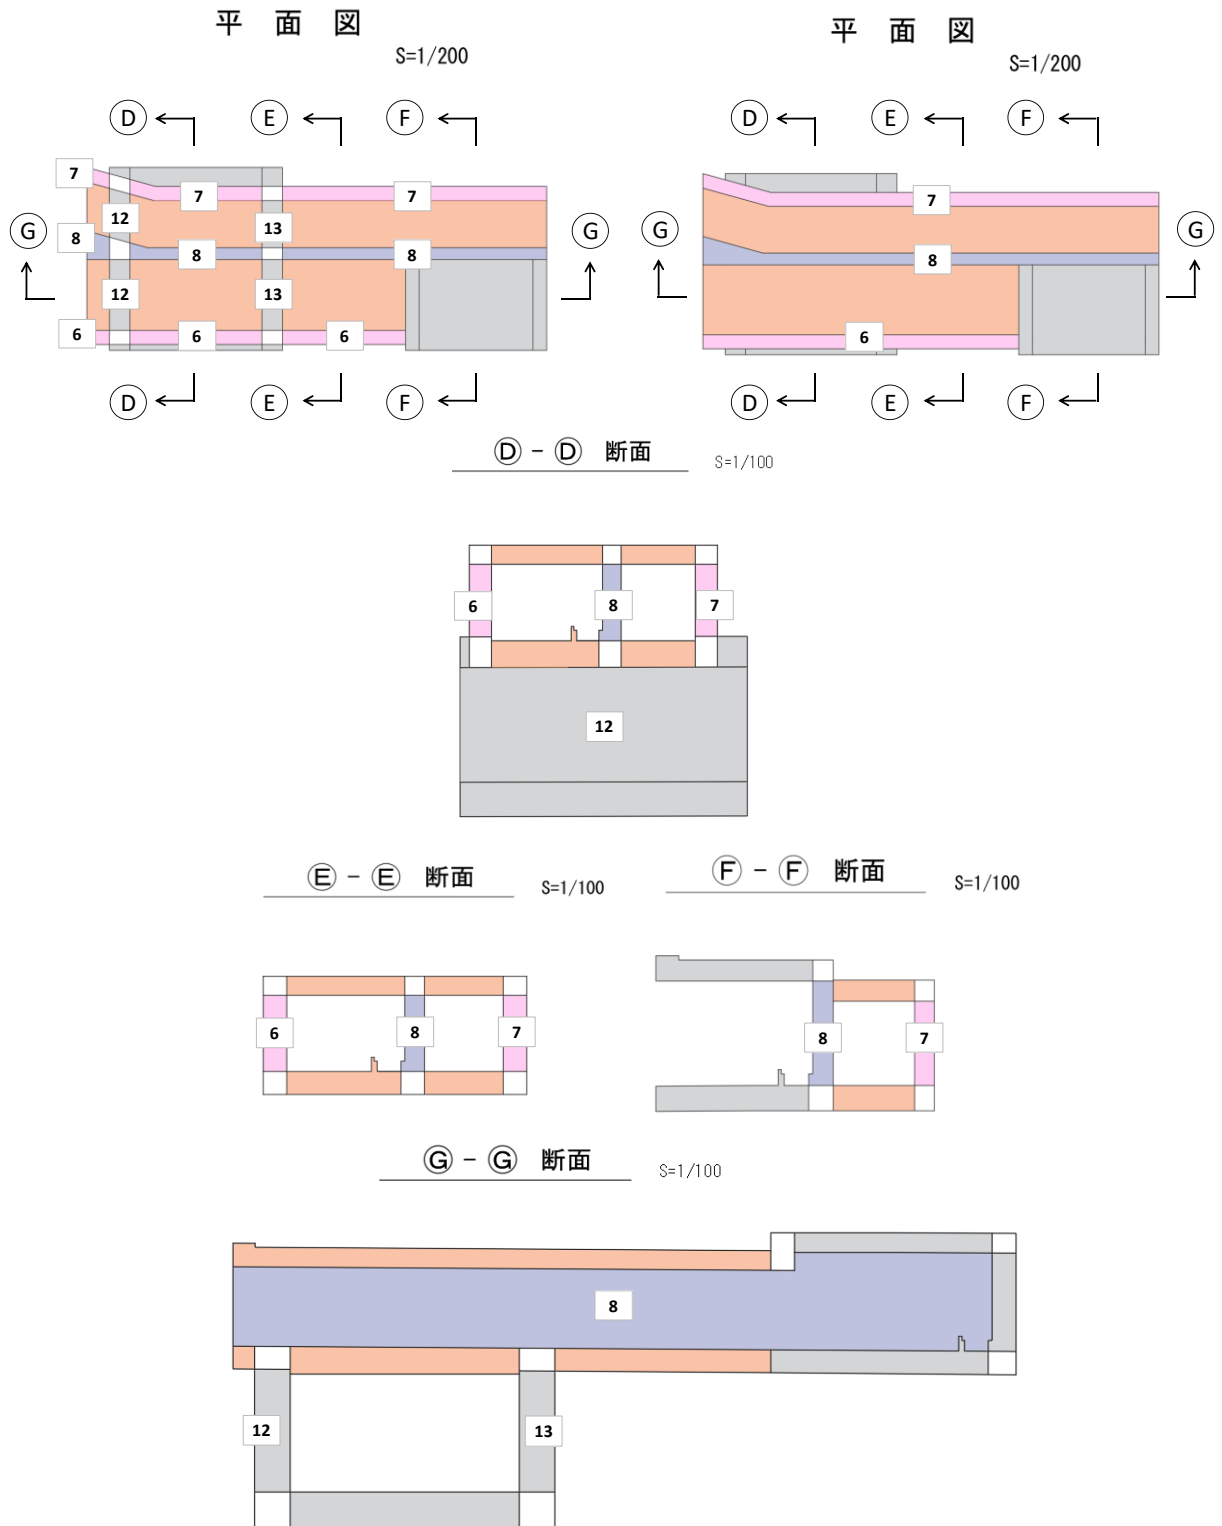 平 面 図
S=1/200
D E F
7
7 7
12 13
G 8 8 8 G
12 13
6 6 6
D E F
平 面 図
S=1/200
D E F
7
G 8 G
6
D E F
D - D 断面 S=1/100
6 8 7
12
E - E 断面 S=1/100
6 8 7
F - F 断面 S=1/100
8 7
G - G 断面 S=1/100
8
12 13